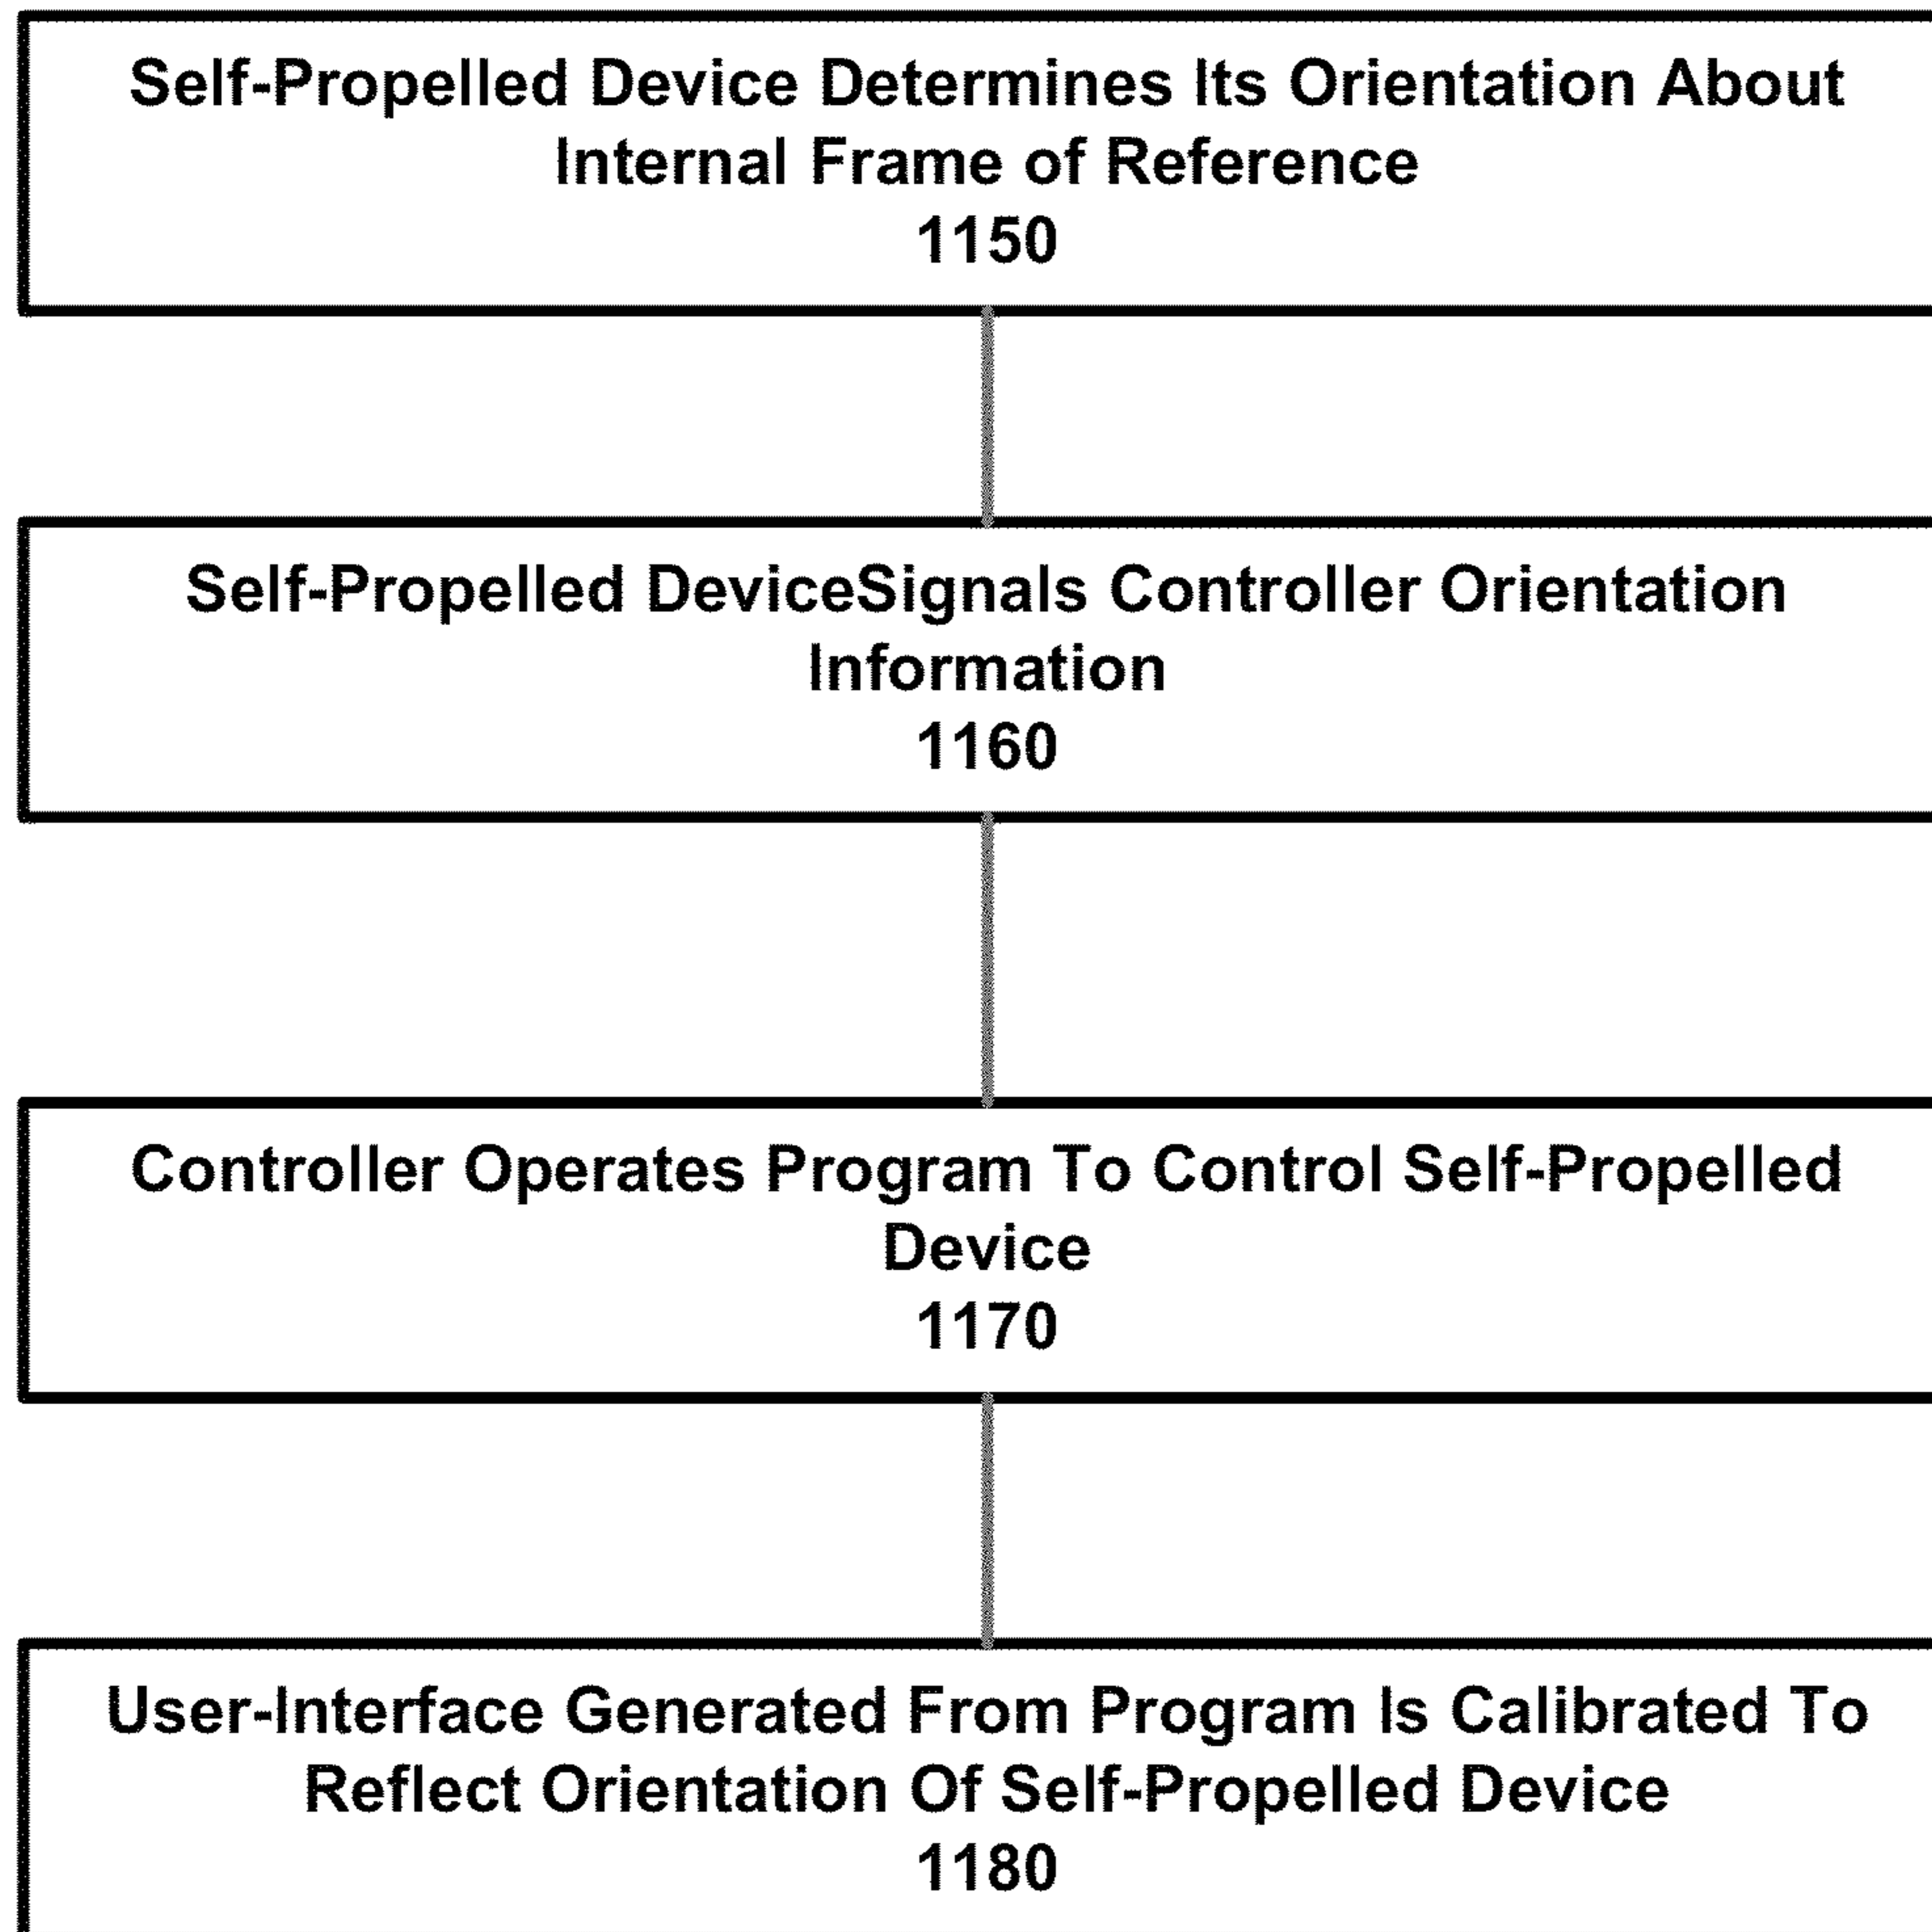 Self-Propelled Device Determines Its Orientation About
Internal Frame of Reference
1150
Self-Propelled DeviceSignals Controller Orientation
Information
1160
Controller Operates Program To Control Self-Propelled
Device
1170
User-Interface Generated From Program Is Calibrated To
Reflect Orientation Of Self-Propelled Device
1180